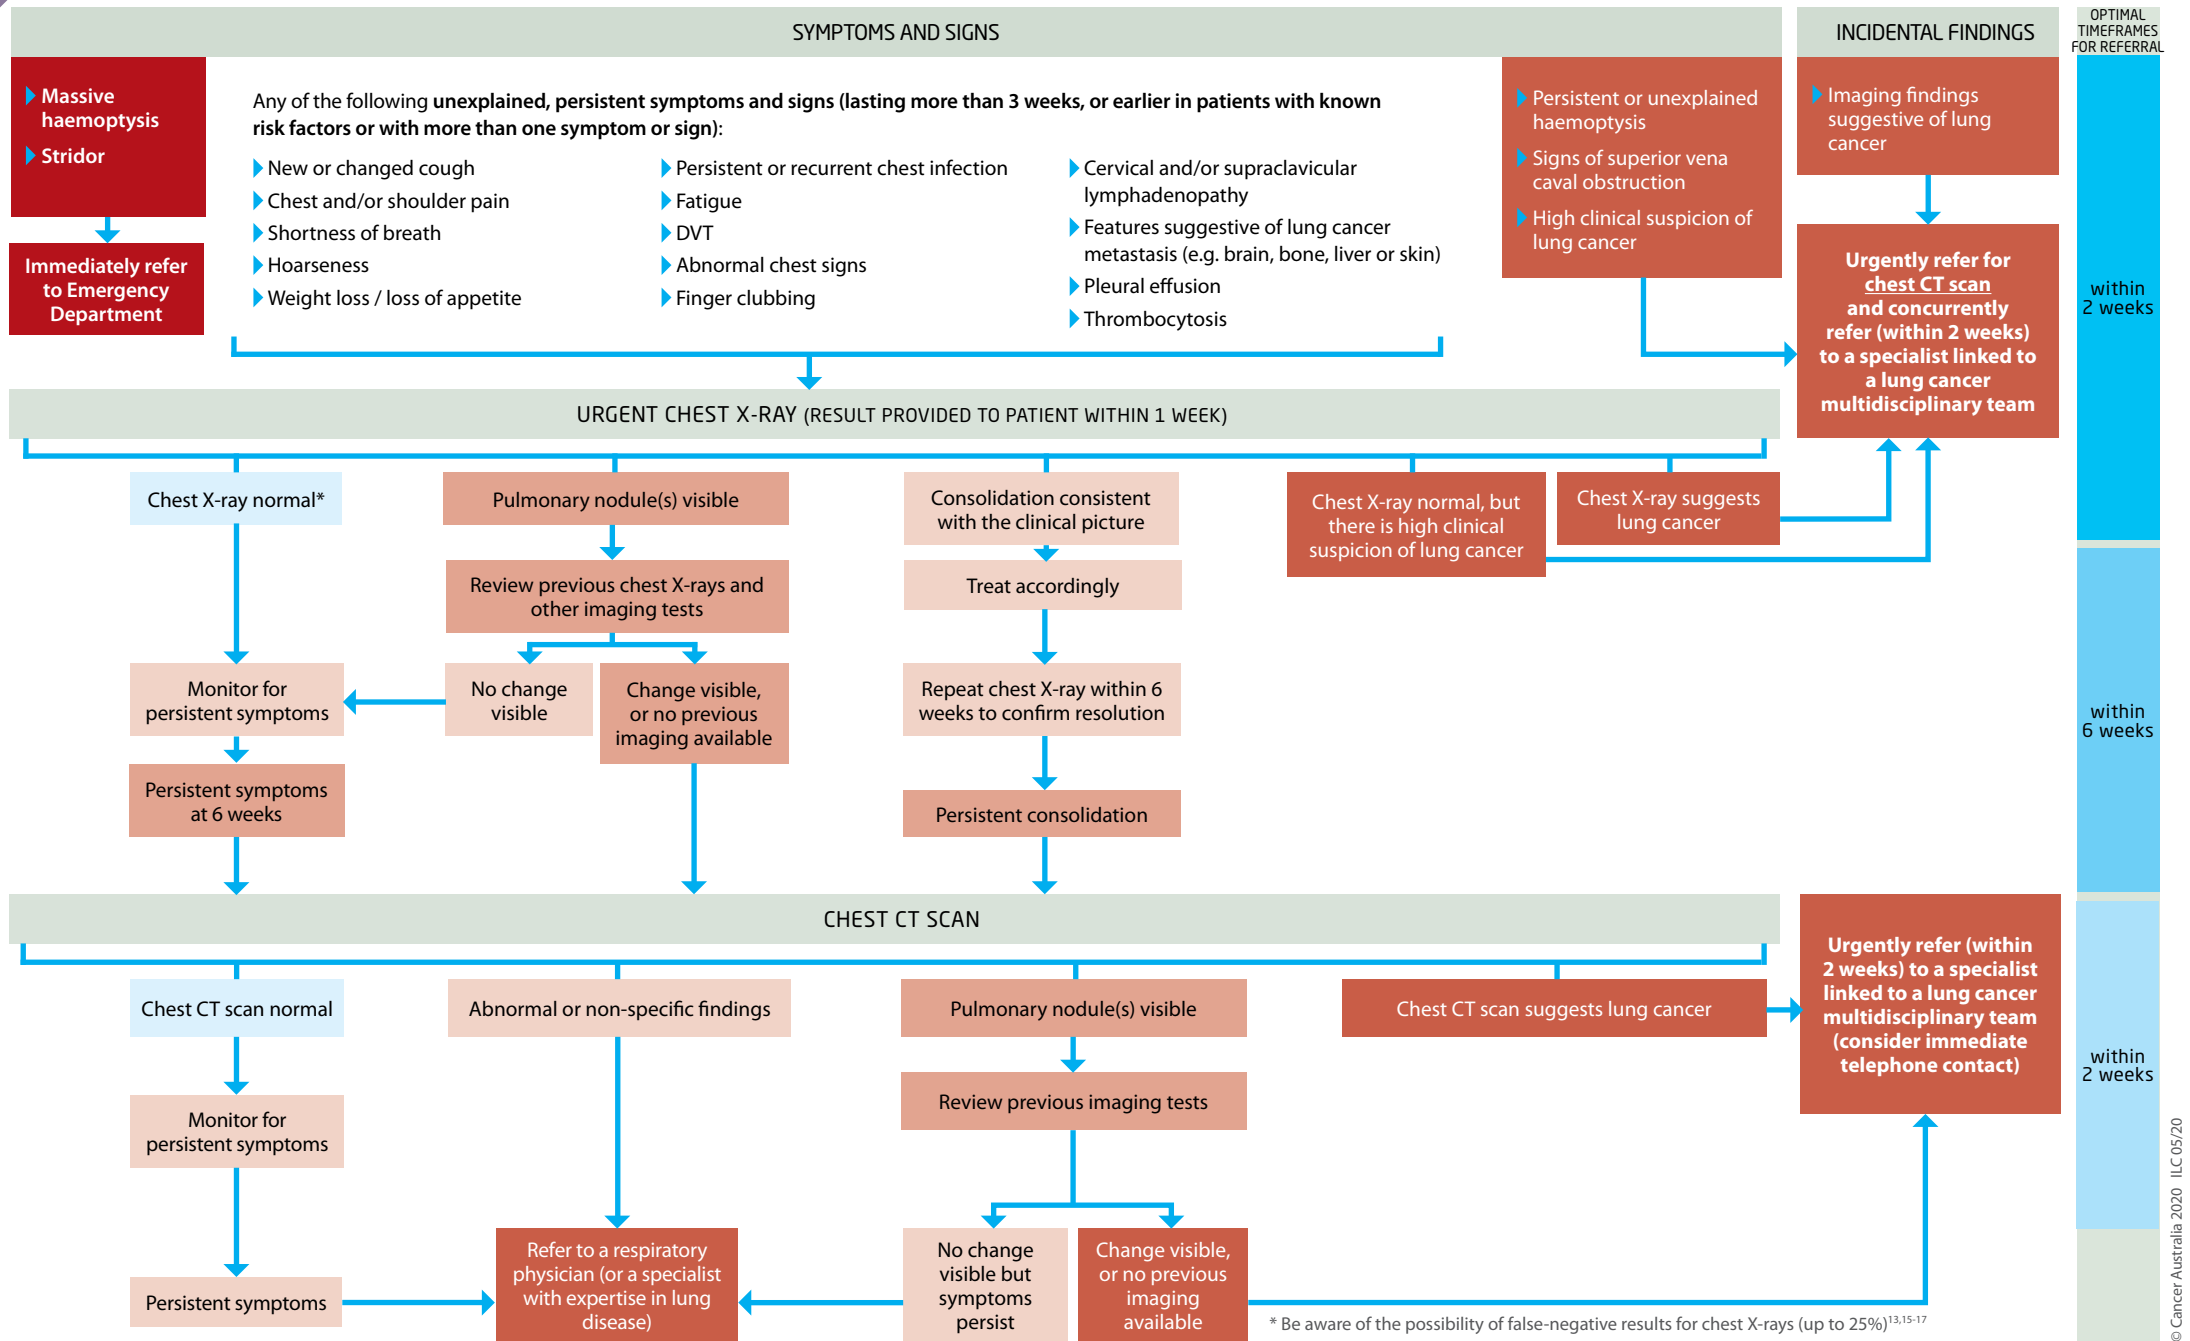 SYMPTOMS AND SIGNS
INCIDENTAL FINDINGS
OPTIMAL
TIMEFRAMES
FOR REFERRAL
Massive
haemoptysis
Stridor
Immediately refer
to Emergency
Department
Any of the following unexplained, persistent symptoms and signs (lasting more than 3 weeks, or earlier in patients with known
risk factors or with more than one symptom or sign):
New or changed cough
Chest and/or shoulder pain
Shortness of breath
Hoarseness
Weight loss / loss of appetite
Persistent or recurrent chest infection
Fatigue
DVT
Abnormal chest signs
Finger clubbing
Cervical and/or supraclavicular
lymphadenopathy
Features suggestive of lung cancer
metastasis (e.g. brain, bone, liver or skin)
Pleural effusion
Thrombocytosis
Persistent or unexplained
haemoptysis
Signs of superior vena
caval obstruction
High clinical suspicion of
lung cancer
Imaging findings
suggestive of lung
cancer
Urgently refer for
chest CT scan
and concurrently
refer (within 2 weeks)
to a specialist linked to
a lung cancer
multidisciplinary team
within
2 weeks
URGENT CHEST X-RAY (RESULT PROVIDED TO PATIENT WITHIN 1 WEEK)
Chest X-ray normal*
Pulmonary nodule(s) visible
Consolidation consistent
with the clinical picture
Chest X-ray normal, but
there is high clinical
suspicion of lung cancer
Chest X-ray suggests
lung cancer
Review previous chest X-rays and
other imaging tests
Treat accordingly
Monitor for
persistent symptoms
No change
visible
Change visible,
or no previous
imaging available
Repeat chest X-ray within 6
weeks to confirm resolution
within
6 weeks
Persistent symptoms
at 6 weeks
Persistent consolidation
CHEST CT SCAN
Chest CT scan normal
Abnormal or non-specific findings
Pulmonary nodule(s) visible
Chest CT scan suggests lung cancer
Urgently refer (within
2 weeks) to a specialist
linked to a lung cancer
multidisciplinary team
(consider immediate
telephone contact)
within
2 weeks
Monitor for
persistent symptoms
Review previous imaging tests
Persistent symptoms
Refer to a respiratory
physician (or a specialist
with expertise in lung
disease)
No change
visible but
symptoms
persist
Change visible,
or no previous
imaging
available
* Be aware of the possibility of false-negative results for chest X-rays (up to 25%)13,15-17
© Cancer Australia 2020 ILC 05/20